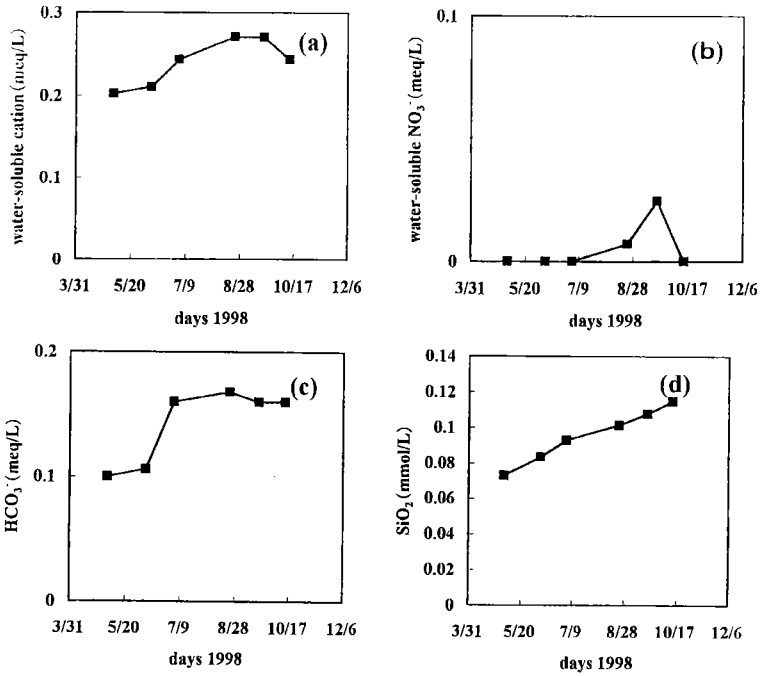 water-soluble cation (meq/L)
0.3
0.2
0.1
0
(a)
3/31 5/20 7/9 8/28 10/17 12/6
days 1998
water-soluble NO₃⁻ (meq/L)
0.1
0
(b)
3/31 5/20 7/9 8/28 10/17 12/6
days 1998
HCO₃⁻ (meq/L)
0.2
0.1
0
(c)
3/31 5/20 7/9 8/28 10/17 12/6
days 1998
SiO₂ (mmol/L)
0.14
0.12
0.1
0.08
0.06
0.04
0.02
0
(d)
3/31 5/20 7/9 8/28 10/17 12/6
days 1998